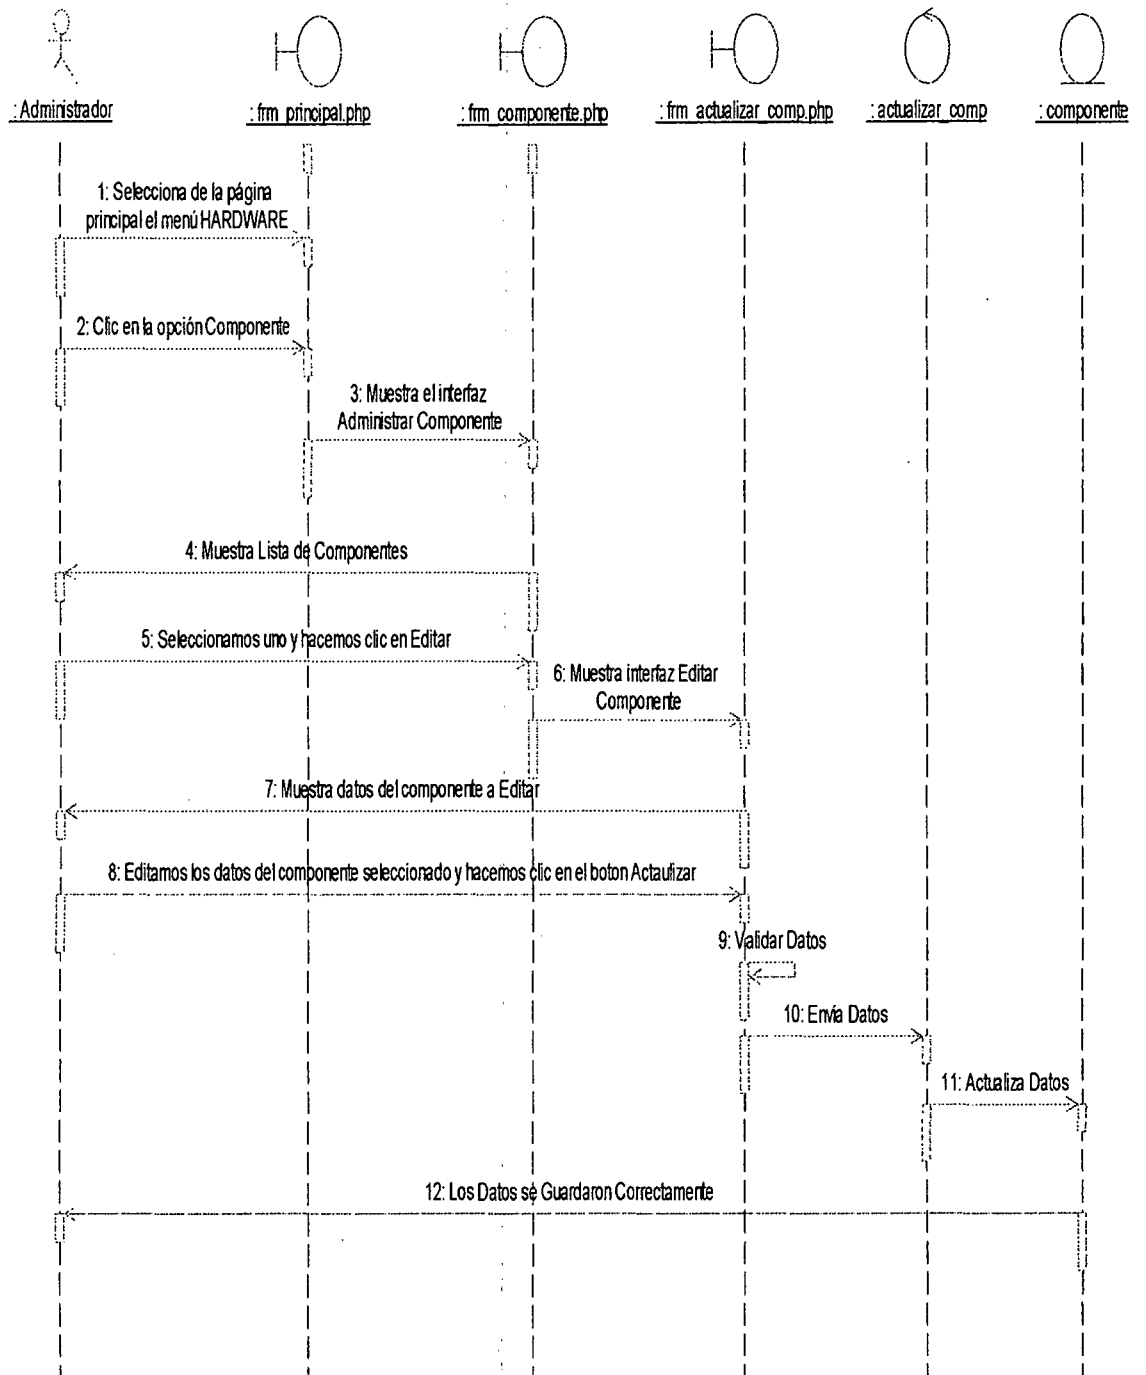 : Administrador
: frm_principal.php
: frm_componente.php
: frm_actualizar_comp.php
: actualizar_comp
: componente
1: Selecciona de la página
principal el menú HARDWARE
2: Clic en la opción Componente
3: Muestra el interfaz
Administrar Componente
4: Muestra Lista de Componentes
5: Seleccionamos uno y hacemos clic en Editar
6: Muestra interfaz Editar
Componente
7: Muestra datos del componente a Editar
8: Editamos los datos del componente seleccionado y hacemos clic en el boton Actaulizar
9: Validar Datos
10: Envía Datos
11: Actualiza Datos
12: Los Datos se Guardaron Correctamente